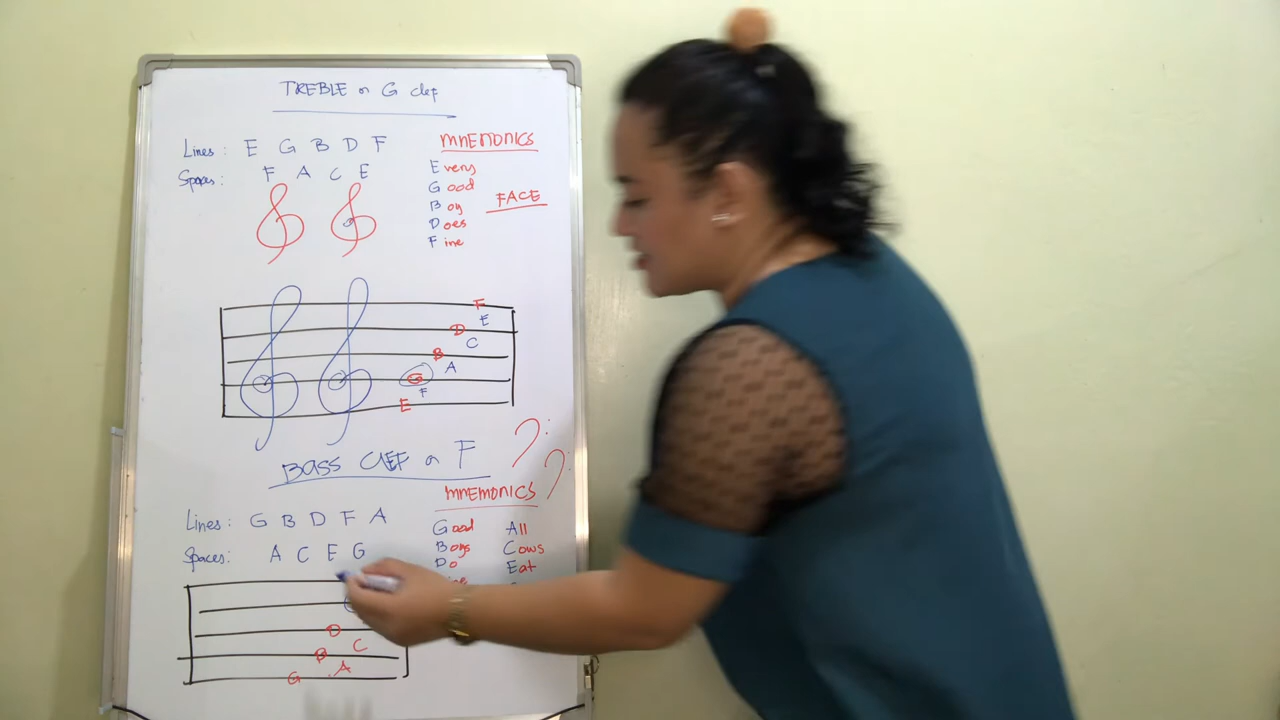 TREBLE or G clef
Lines: E G B D F
Spaces: F A C E
MNEMONICS
Every
Good
Boy
Does
Fine
FACE
F
E
D
C
B
A
G
F
E
BASS CLEF or F
Lines: G B D F A
Spaces: A C E G
MNEMONICS
Good All
Boys Cows
Do Eat
D
C
B
A
G